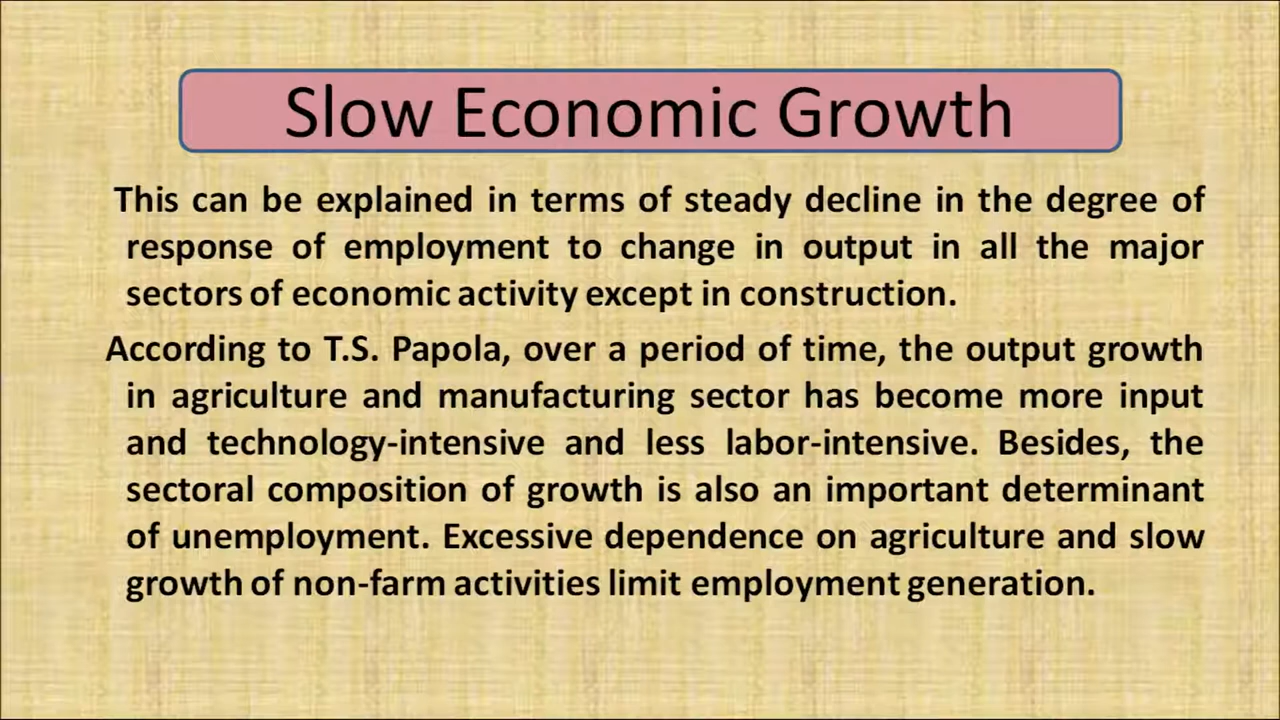 Slow Economic Growth
This can be explained in terms of steady decline in the degree of
response of employment to change in output in all the major
sectors of economic activity except in construction.
According to T.S. Papola, over a period of time, the output growth
in agriculture and manufacturing sector has become more input
and technology-intensive and less labor-intensive. Besides, the
sectoral composition of growth is also an important determinant
of unemployment. Excessive dependence on agriculture and slow
growth of non-farm activities limit employment generation.